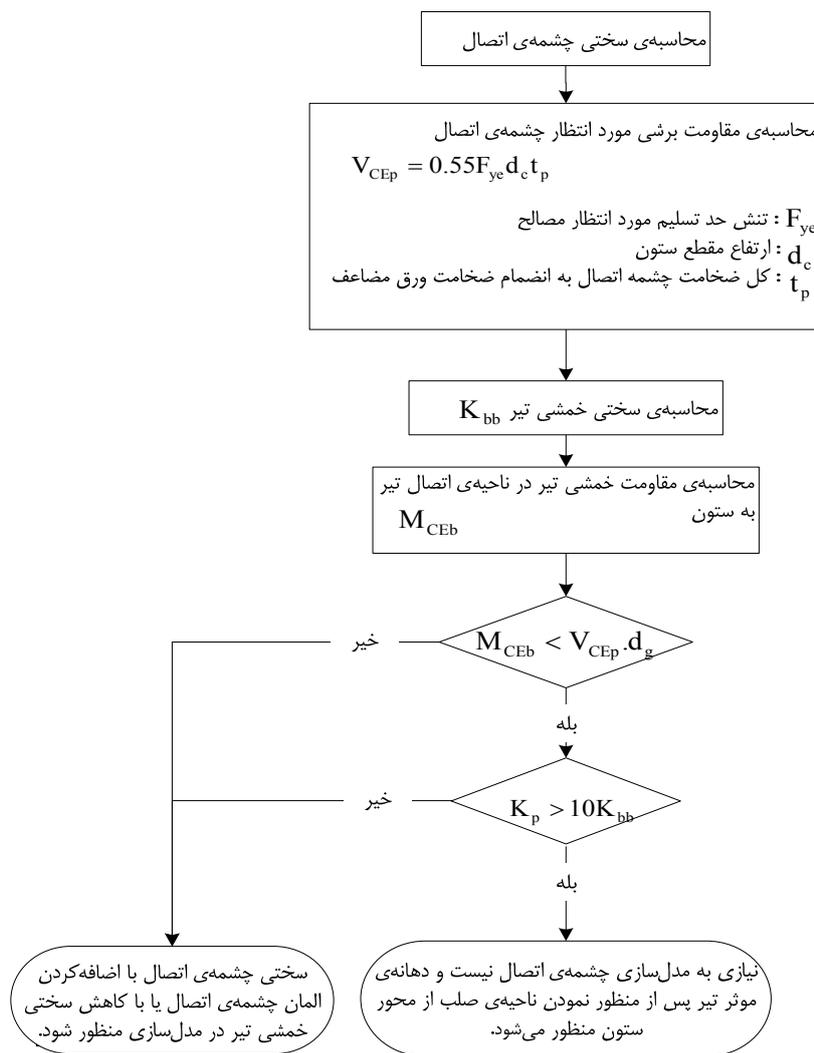 محاسبه‌ی سختی چشمه‌ی اتصال
محاسبه‌ی مقاومت برشی مورد انتظار چشمه‌ی اتصال
V_CEp = 0.55F_ye d_c t_p
F_ye : تنش حد تسلیم مورد انتظار مصالح
d_c : ارتفاع مقطع ستون
t_p : کل ضخامت چشمه اتصال به انضمام ضخامت ورق مضاعف
محاسبه‌ی سختی خمشی تیر K_bb
محاسبه‌ی مقاومت خمشی تیر در ناحیه‌ی اتصال تیر
به ستون M_CEb
M_CEb < V_CEp.d_g
خیر
بله
K_p > 10K_bb
خیر
بله
نیازی به مدل‌سازی چشمه‌ی اتصال نیست و دهانه‌ی
موثر تیر پس از منظور نمودن ناحیه‌ی صلب از محور
ستون منظور می‌شود.
سختی چشمه‌ی اتصال با اضافه‌کردن
المان چشمه‌ی اتصال یا با کاهش سختی
خمشی تیر در مدل‌سازی منظور شود.